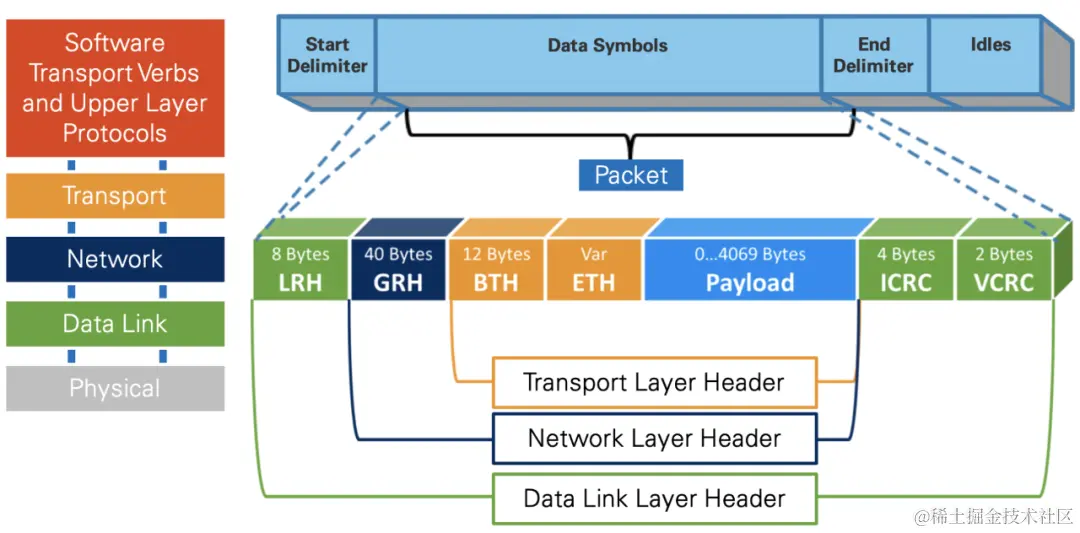 Software
Transport Verbs
and Upper Layer
Protocols
Transport
Network
Data Link
Physical
Start
Delimiter
Data Symbols
End
Delimiter
Idles
Packet
8 Bytes
LRH
40 Bytes
GRH
12 Bytes
BTH
Var
ETH
0...4069 Bytes
Payload
4 Bytes
ICRC
2 Bytes
VCRC
Transport Layer Header
Network Layer Header
Data Link Layer Header
@稀土掘金技术社区